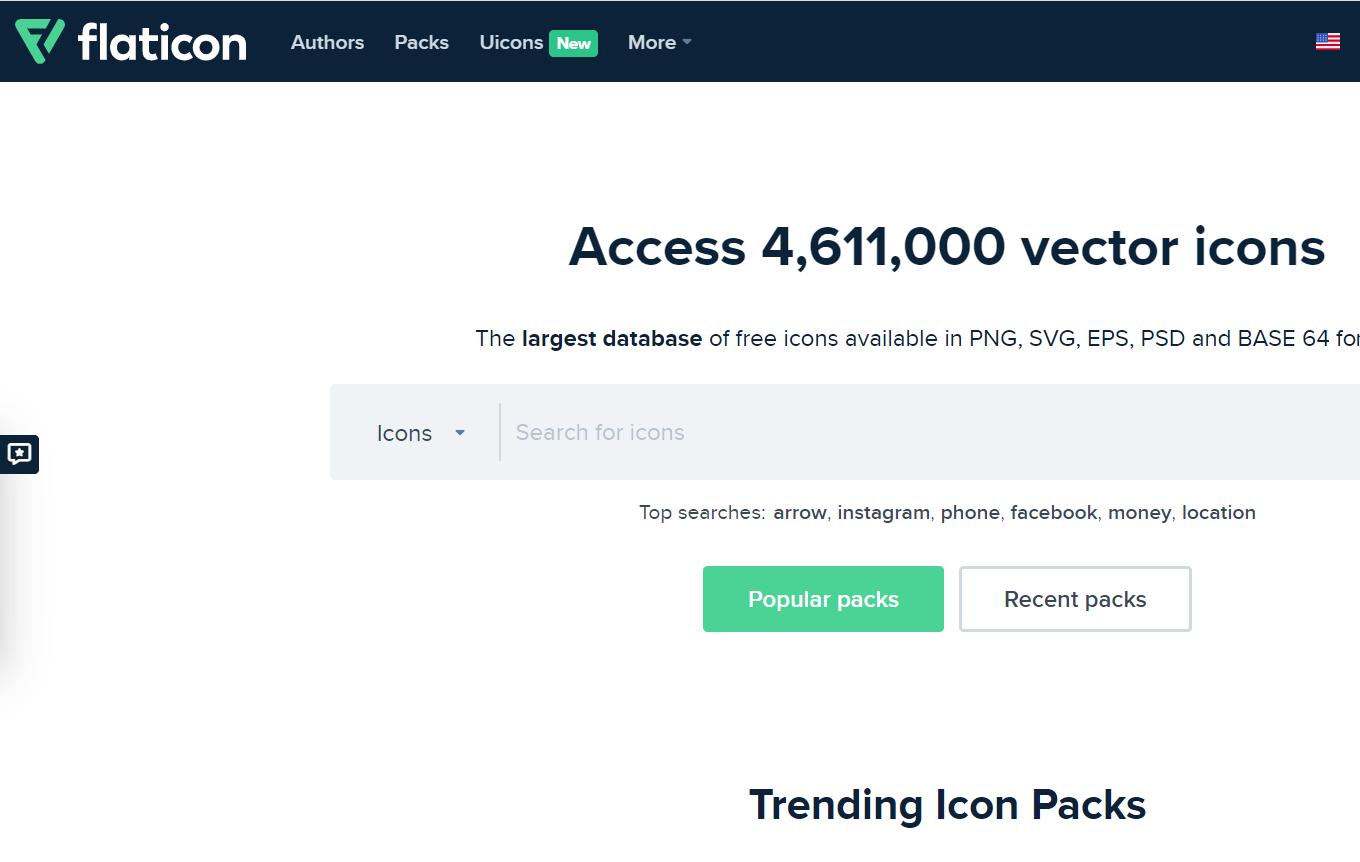 flaticon Authors Packs Uicons New More
Access 4,611,000 vector icons
The largest database of free icons available in PNG, SVG, EPS, PSD and BASE 64 for
Icons Search for icons
Top searches: arrow, instagram, phone, facebook, money, location
Popular packs Recent packs
Trending Icon Packs